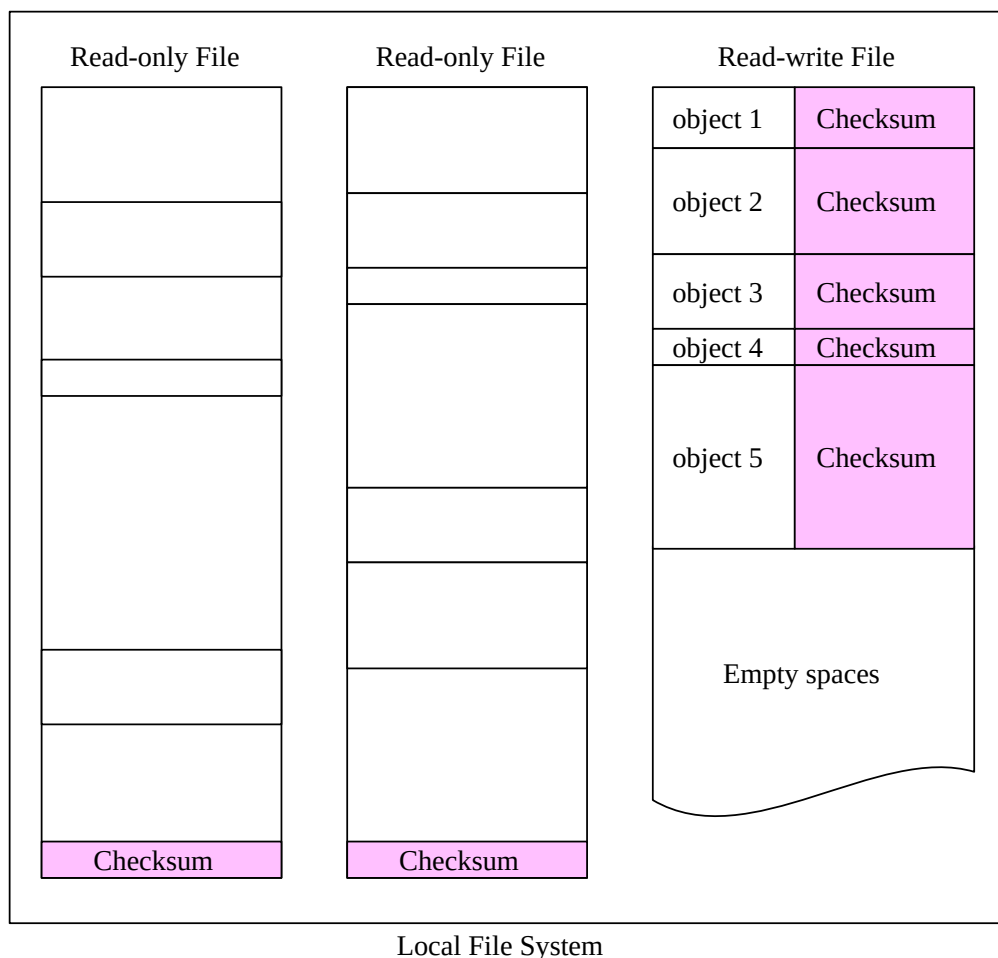 Read-only File
Read-only File
Read-write File
object 1
Checksum
object 2
Checksum
object 3
Checksum
object 4
Checksum
object 5
Checksum
Empty spaces
Checksum
Checksum
Local File System